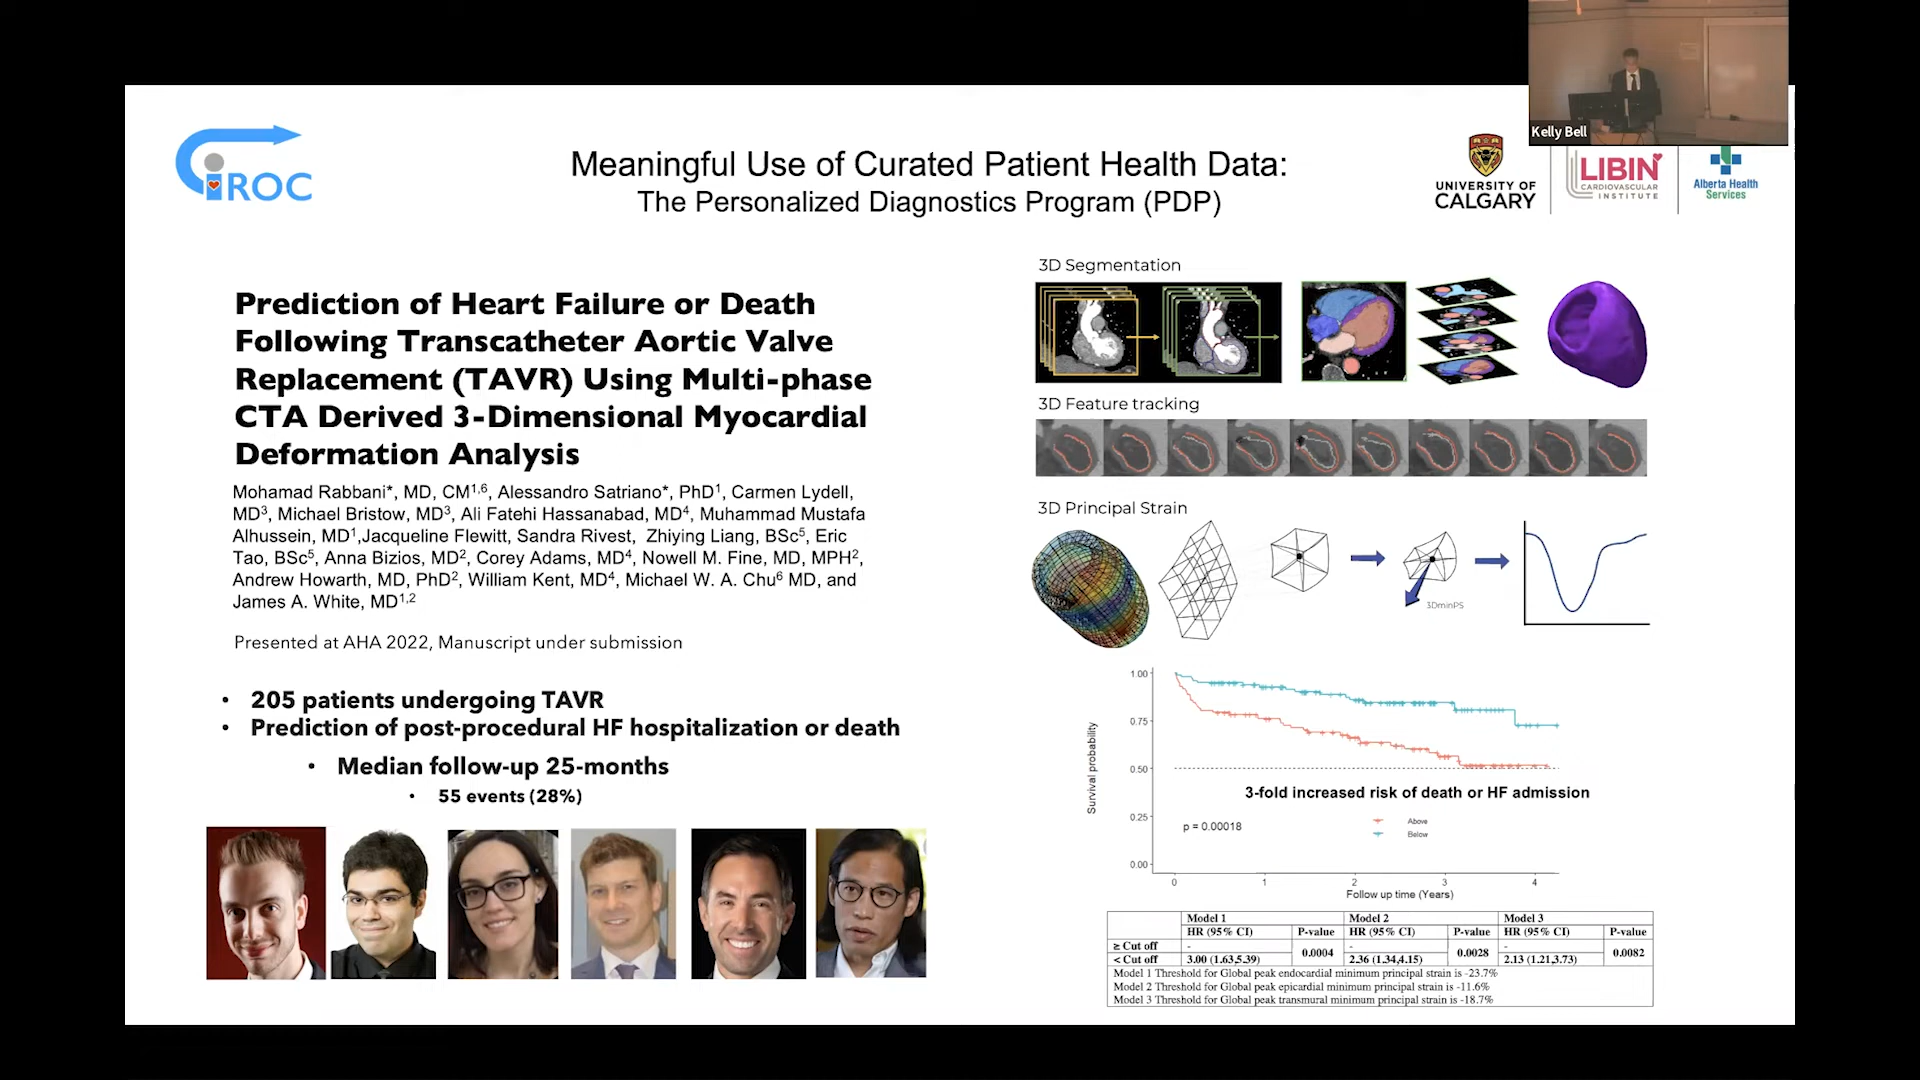 Kelly Bell
iROC
Meaningful Use of Curated Patient Health Data:
The Personalized Diagnostics Program (PDP)
UNIVERSITY OF
CALGARY
LIBIN
CARDIOVASCULAR
INSTITUTE
Alberta Health
Services
Prediction of Heart Failure or Death
Following Transcatheter Aortic Valve
Replacement (TAVR) Using Multi-phase
CTA Derived 3-Dimensional Myocardial
Deformation Analysis
Mohamad Rabbani*, MD, CM1,6, Alessandro Satriano*, PhD1, Carmen Lydell,
MD3, Michael Bristow, MD3, Ali Fatehi Hassanabad, MD4, Muhammad Mustafa
Alhussein, MD1,Jacqueline Flewitt, Sandra Rivest, Zhiying Liang, BSc5, Eric
Tao, BSc5, Anna Bizios, MD2, Corey Adams, MD4, Nowell M. Fine, MD, MPH2,
Andrew Howarth, MD, PhD2, William Kent, MD4, Michael W. A. Chu6 MD, and
James A. White, MD1,2
Presented at AHA 2022, Manuscript under submission
• 205 patients undergoing TAVR
• Prediction of post-procedural HF hospitalization or death
• Median follow-up 25-months
• 55 events (28%)
3D Segmentation
3D Feature tracking
3D Principal Strain
3DminPS
Survival probability
1.00
0.75
0.50
0.25
0.00
3-fold increased risk of death or HF admission
p = 0.00018
Above
Below
0 1 2 3 4
Follow up time (Years)
Model 1 Model 2 Model 3
HR (95% CI) P-value HR (95% CI) P-value HR (95% CI) P-value
≥ Cut off - 0.0004 - 0.0028 - 0.0082
< Cut off 3.00 (1.63,5.39) 2.36 (1.34,4.15) 2.13 (1.21,3.73)
Model 1 Threshold for Global peak endocardial minimum principal strain is -23.7%
Model 2 Threshold for Global peak epicardial minimum principal strain is -11.6%
Model 3 Threshold for Global peak transmural minimum principal strain is -18.7%